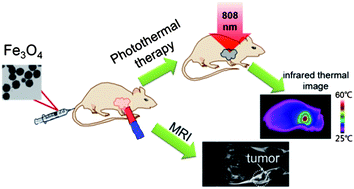 Fe3O4
Photothermal
therapy
808
nm
infrared thermal
image
60℃
25℃
MRI
tumor